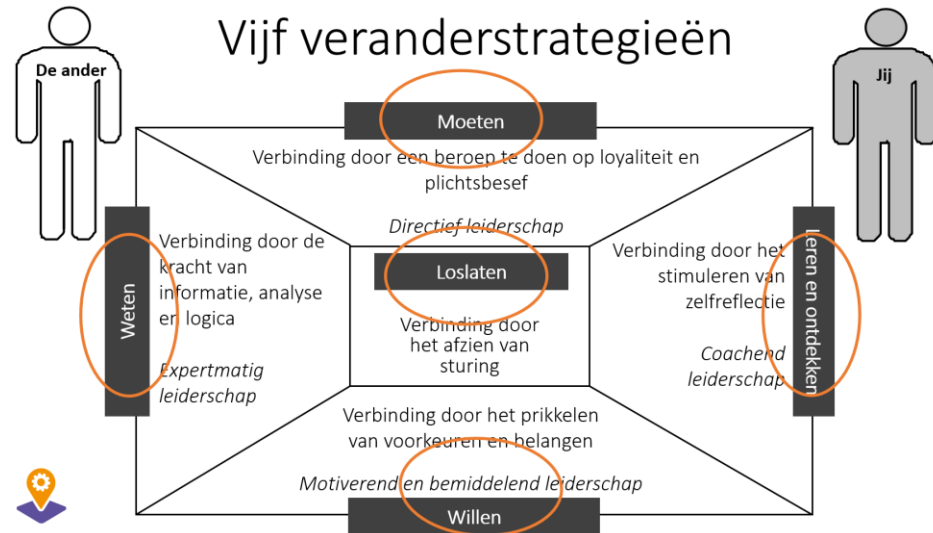 Vijf veranderstrategieën
De ander
Jij
Moeten
Verbinding door een beroep te doen op loyaliteit en
plichtsbesef
Directief leiderschap
Weten
Verbinding door de
kracht van
informatie, analyse
en logica
Expertmatig
leiderschap
Loslaten
Verbinding door
het afzien van
sturing
Verbinding door het
stimuleren van
zelfreflectie
Coachend
leiderschap
Leren en ontdekken
Verbinding door het prikkelen
van voorkeuren en belangen
Motiverend en bemiddelend leiderschap
Willen